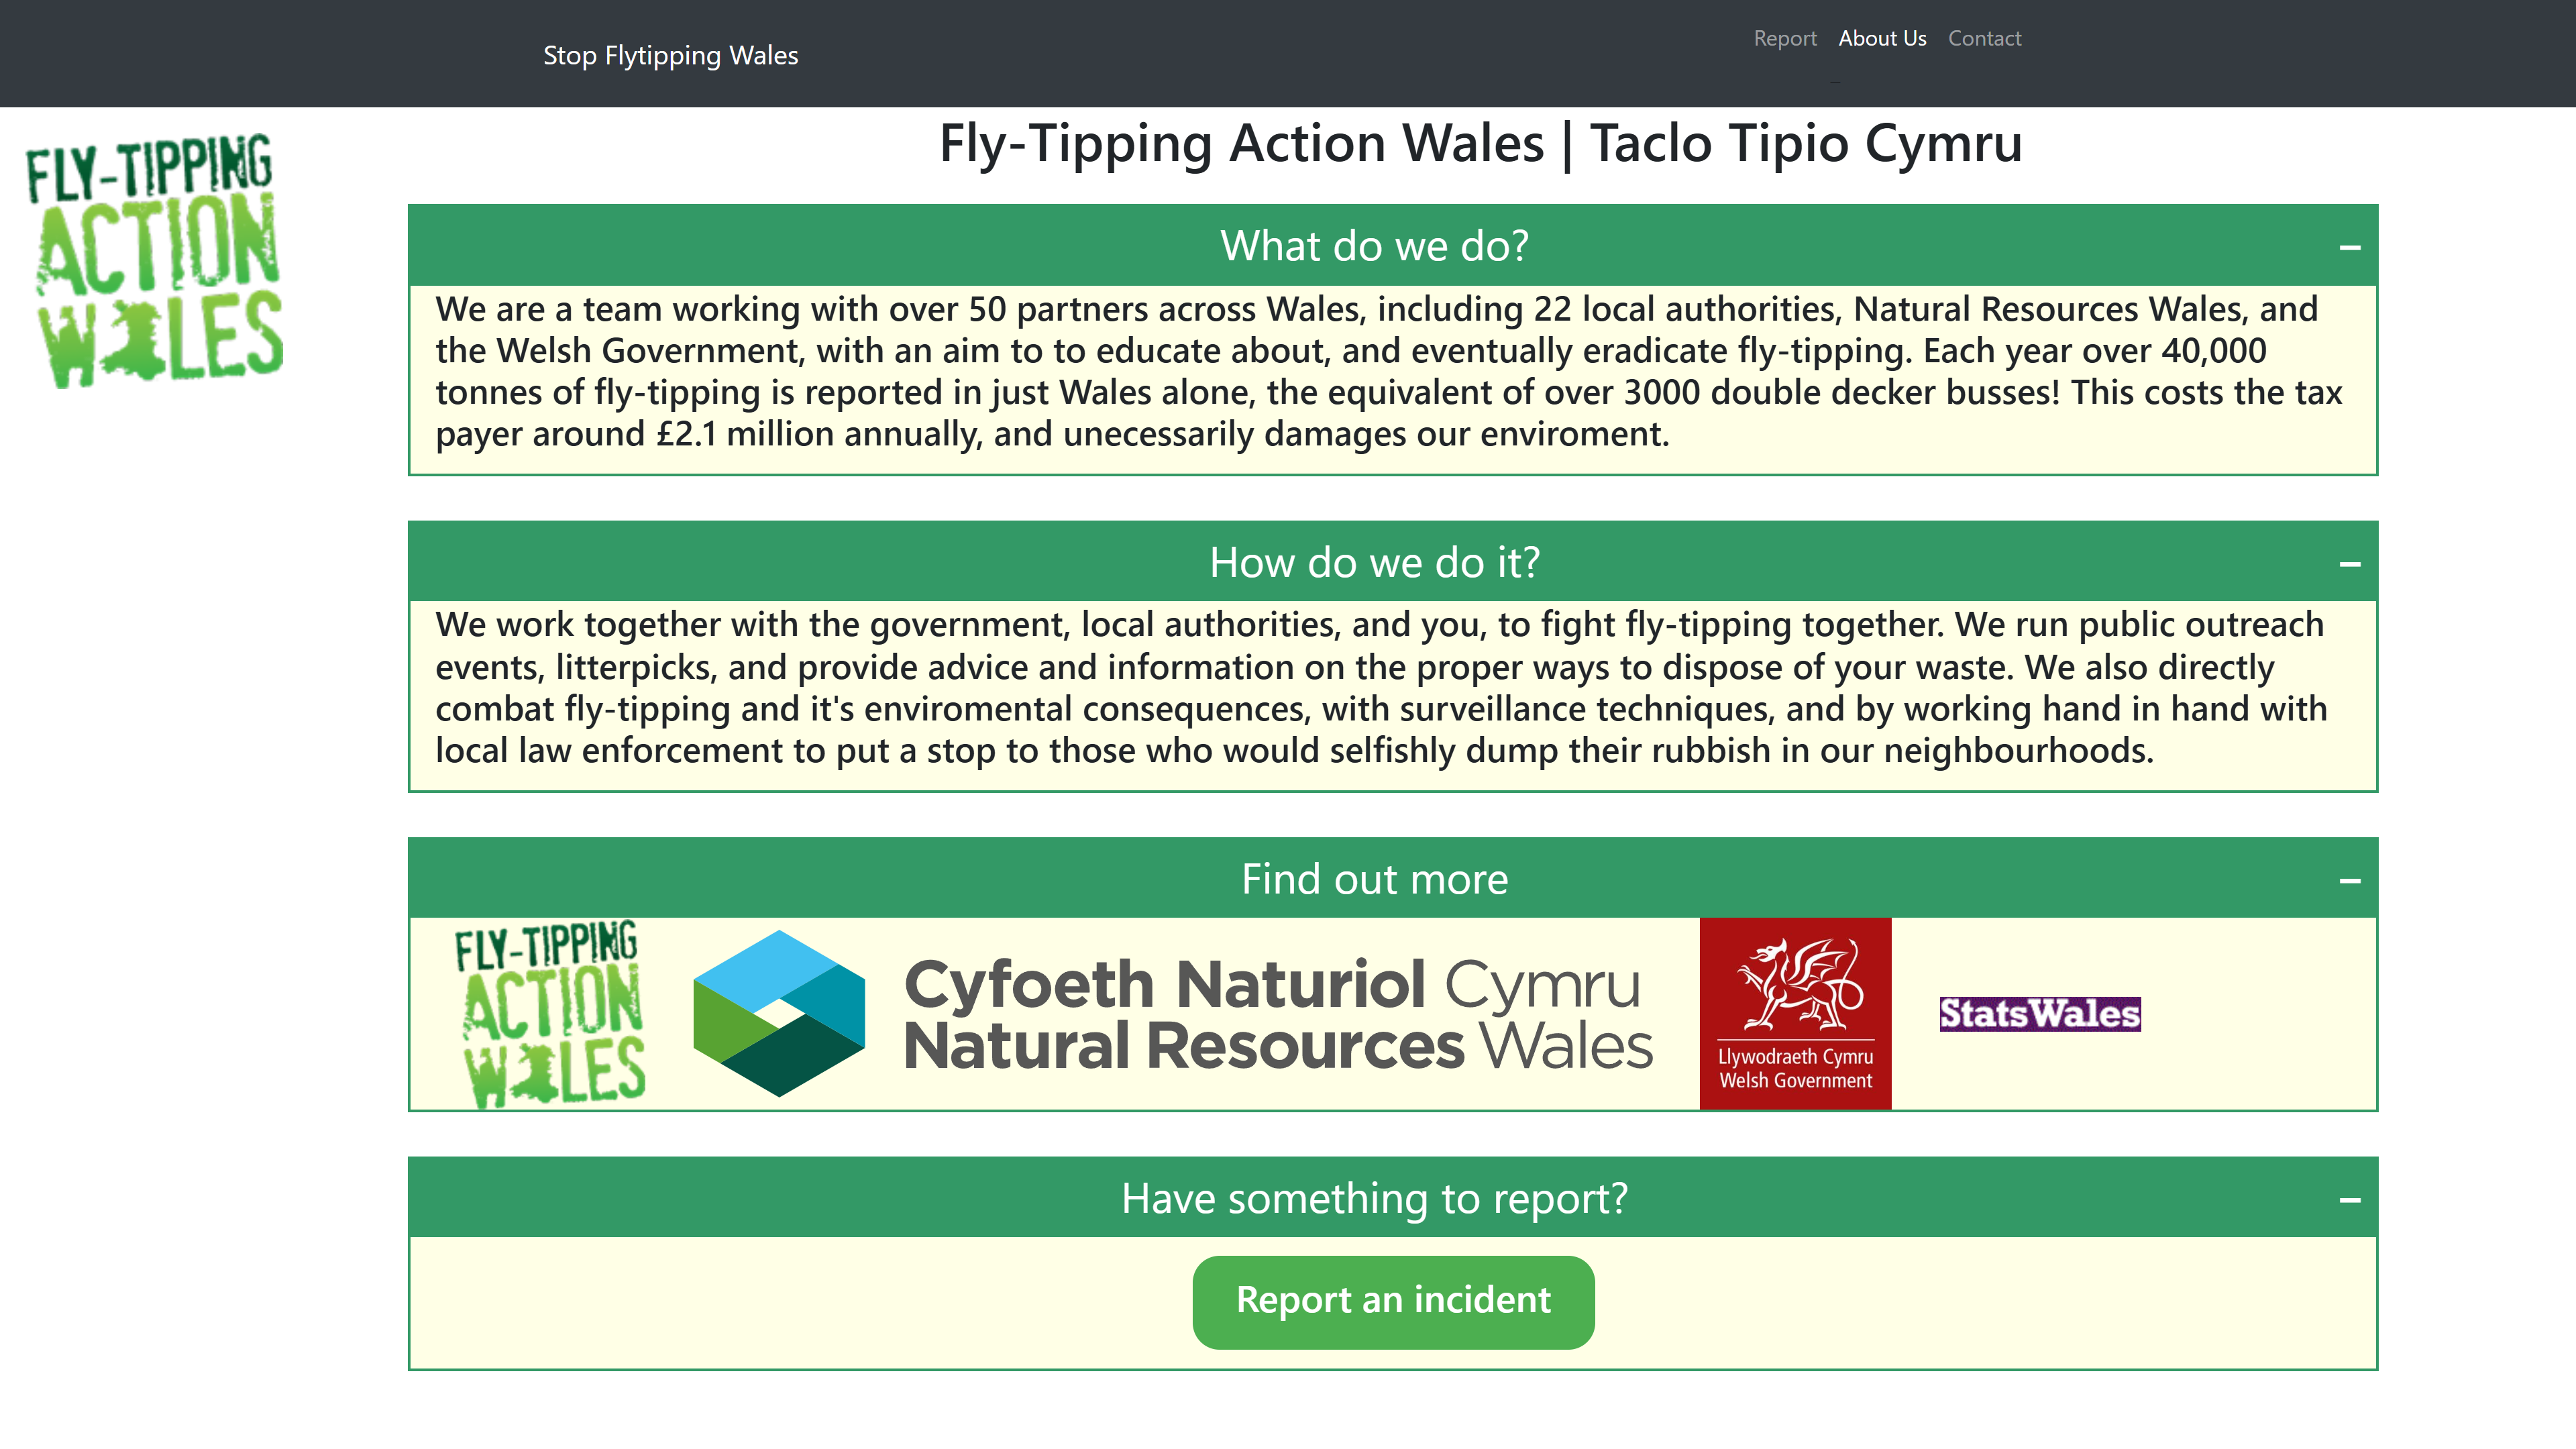 Stop Flytipping Wales
Report About Us Contact
FLY-TIPPING
ACTION
WALES
Fly-Tipping Action Wales | Taclo Tipio Cymru
What do we do?
We are a team working with over 50 partners across Wales, including 22 local authorities, Natural Resources Wales, and
the Welsh Government, with an aim to to educate about, and eventually eradicate fly-tipping. Each year over 40,000
tonnes of fly-tipping is reported in just Wales alone, the equivalent of over 3000 double decker busses! This costs the tax
payer around £2.1 million annually, and unecessarily damages our enviroment.
How do we do it?
We work together with the government, local authorities, and you, to fight fly-tipping together. We run public outreach
events, litterpicks, and provide advice and information on the proper ways to dispose of your waste. We also directly
combat fly-tipping and it's enviromental consequences, with surveillance techniques, and by working hand in hand with
local law enforcement to put a stop to those who would selfishly dump their rubbish in our neighbourhoods.
Find out more
FLY-TIPPING
ACTION
WALES
Cyfoeth Naturiol Cymru
Natural Resources Wales
Llywodraeth Cymru
Welsh Government
StatsWales
Have something to report?
Report an incident